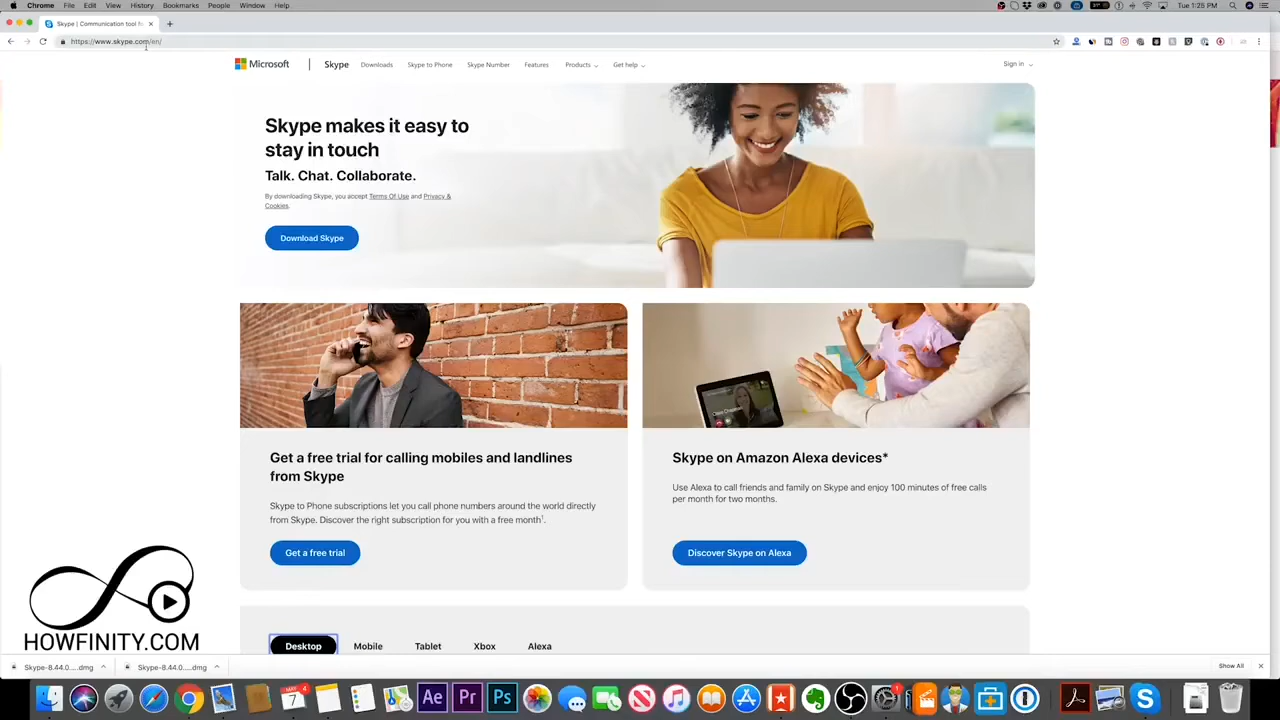 Chrome File Edit View History Bookmarks People Window Help
Tue 1:25 PM
Skype | Communication tool f
https://www.skype.com/en/
Microsoft | Skype Downloads Skype to Phone Skype Number Features Products Get help Sign in
Skype makes it easy to
stay in touch
Talk. Chat. Collaborate.
By downloading Skype, you accept Terms Of Use and Privacy &
Cookies.
Download Skype
Get a free trial for calling mobiles and landlines
from Skype
Skype to Phone subscriptions let you call phone numbers around the world directly
from Skype. Discover the right subscription for you with a free month¹.
Get a free trial
Skype on Amazon Alexa devices*
Use Alexa to call friends and family on Skype and enjoy 100 minutes of free calls
per month for two months.
Discover Skype on Alexa
HOWFINITY.COM
Desktop Mobile Tablet Xbox Alexa
Skype-8.44.0....dmg Skype-8.44.0....dmg Show All
MAY
7
Ae Pr Ps